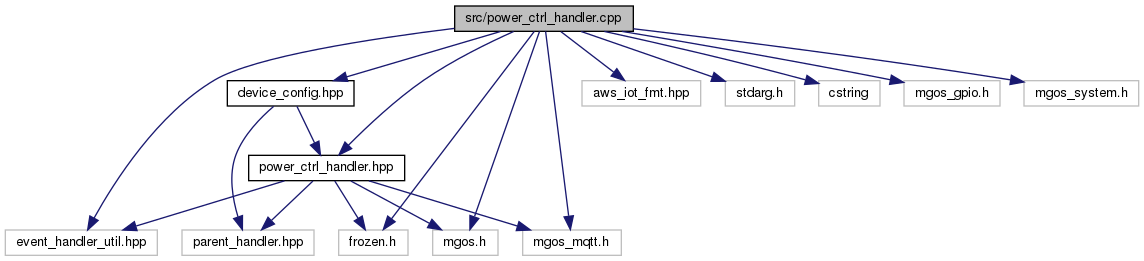 src/power_ctrl_handler.cpp
device_config.hpp
aws_iot_fmt.hpp
stdarg.h
cstring
mgos_gpio.h
mgos_system.h
power_ctrl_handler.hpp
event_handler_util.hpp
parent_handler.hpp
frozen.h
mgos.h
mgos_mqtt.h